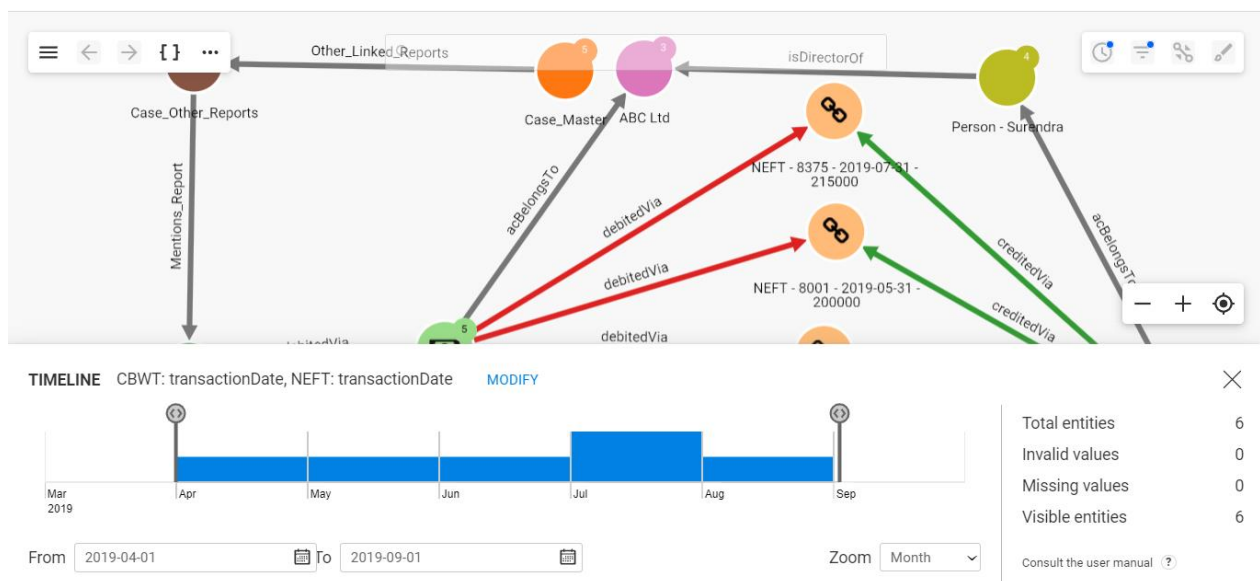 Other_Linked_Reports
5
3
isDirectorOf
4
Case_Other_Reports
Case_Master
ABC Ltd
Person - Surendra
NEFT - 8375 - 2019-07-31 -
215000
Mentions_Report
acBelongsTo
debitedVia
creditedVia
acBelongsTo
debitedVia
NEFT - 8001 - 2019-05-31 -
200000
creditedVia
5
debitedVia
debitedVia
TIMELINE CBWT: transactionDate, NEFT: transactionDate MODIFY
Total entities 6
Invalid values 0
Missing values 0
Visible entities 6
Mar Apr May Jun Jul Aug Sep
2019
From 2019-04-01 To 2019-09-01 Zoom Month
Consult the user manual ?